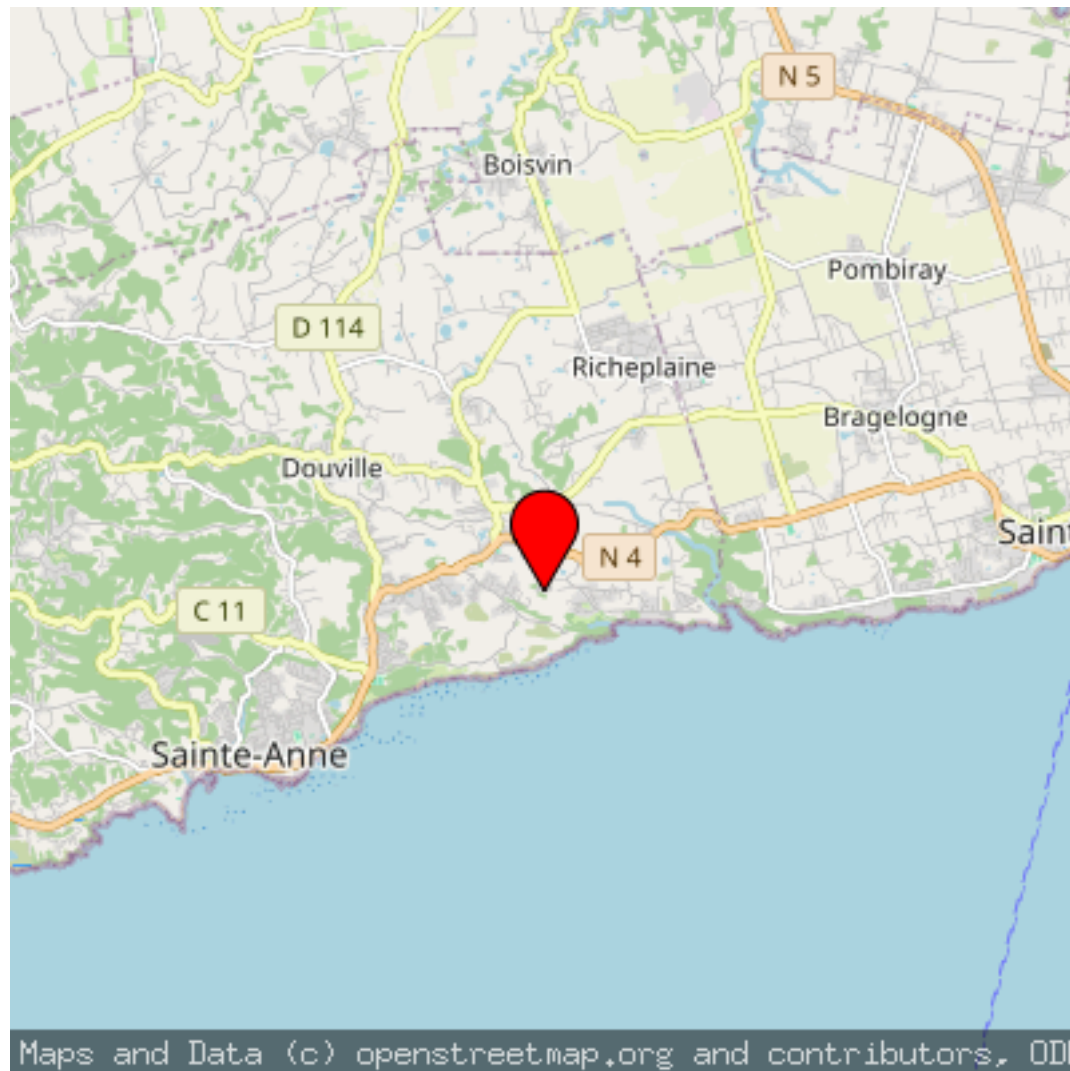 N 5
Boisvin
Pombiray
D 114
Richeplaine
Bragelogne
Douville
Saint
N 4
C 11
Sainte-Anne
Maps and Data (c) openstreetmap.org and contributors, OD